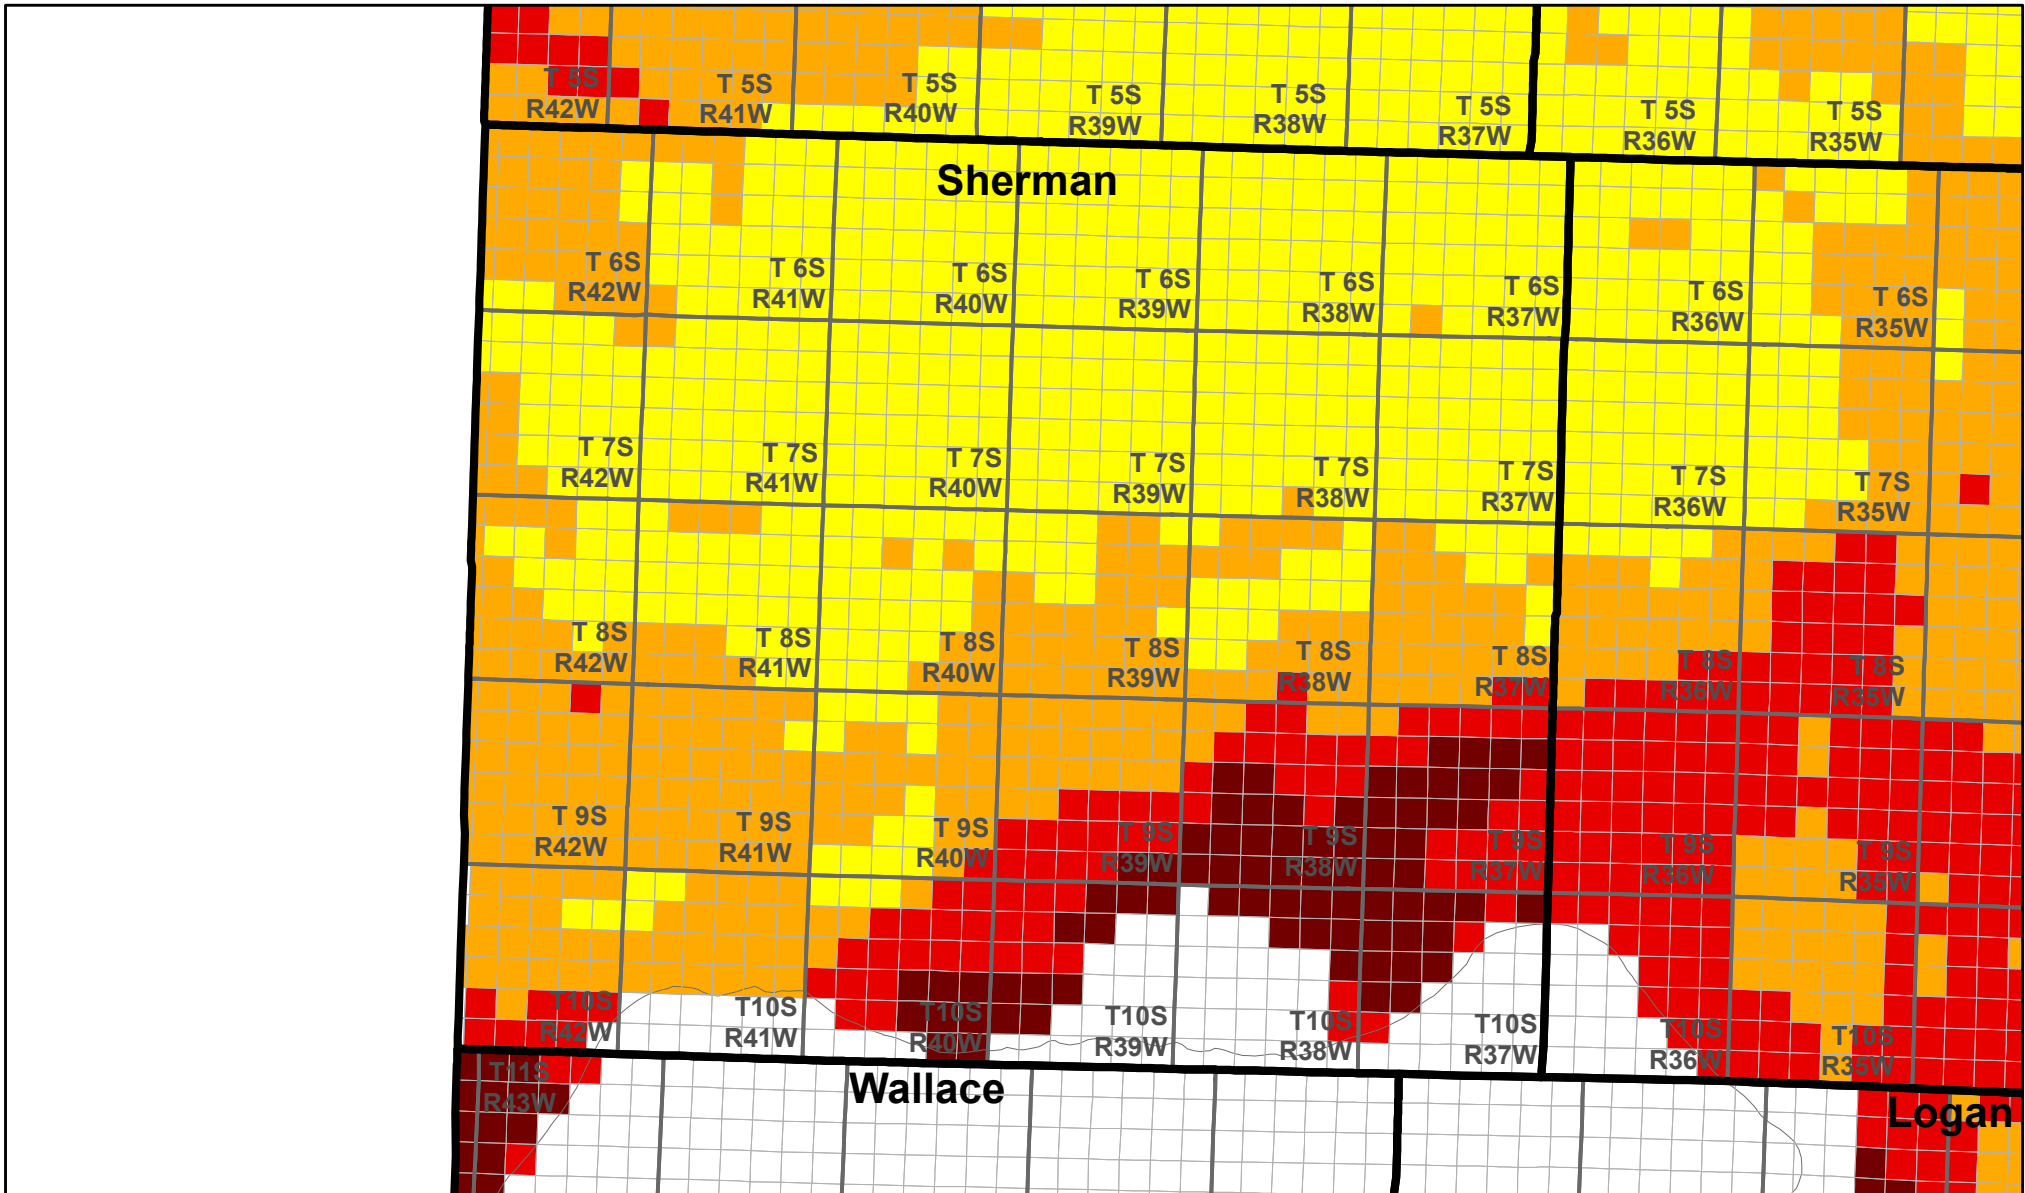 T 5S
R42W
T 5S
R41W
T 5S
R40W
T 5S
R39W
T 5S
R38W
T 5S
R37W
T 5S
R36W
T 5S
R35W
Sherman
T 6S
R42W
T 6S
R41W
T 6S
R40W
T 6S
R39W
T 6S
R38W
T 6S
R37W
T 6S
R36W
T 6S
R35W
T 7S
R42W
T 7S
R41W
T 7S
R40W
T 7S
R39W
T 7S
R38W
T 7S
R37W
T 7S
R36W
T 7S
R35W
T 8S
R42W
T 8S
R41W
T 8S
R40W
T 8S
R39W
T 8S
R38W
T 8S
R37W
T 8S
R36W
T 8S
R35W
T 9S
R42W
T 9S
R41W
T 9S
R40W
T 9S
R39W
T 9S
R38W
T 9S
R37W
T 9S
R36W
T 9S
R35W
T10S
R42W
T10S
R41W
T10S
R40W
T10S
R39W
T10S
R38W
T10S
R37W
T10S
R36W
T10S
R35W
T11S
R43W
Wallace
Logan